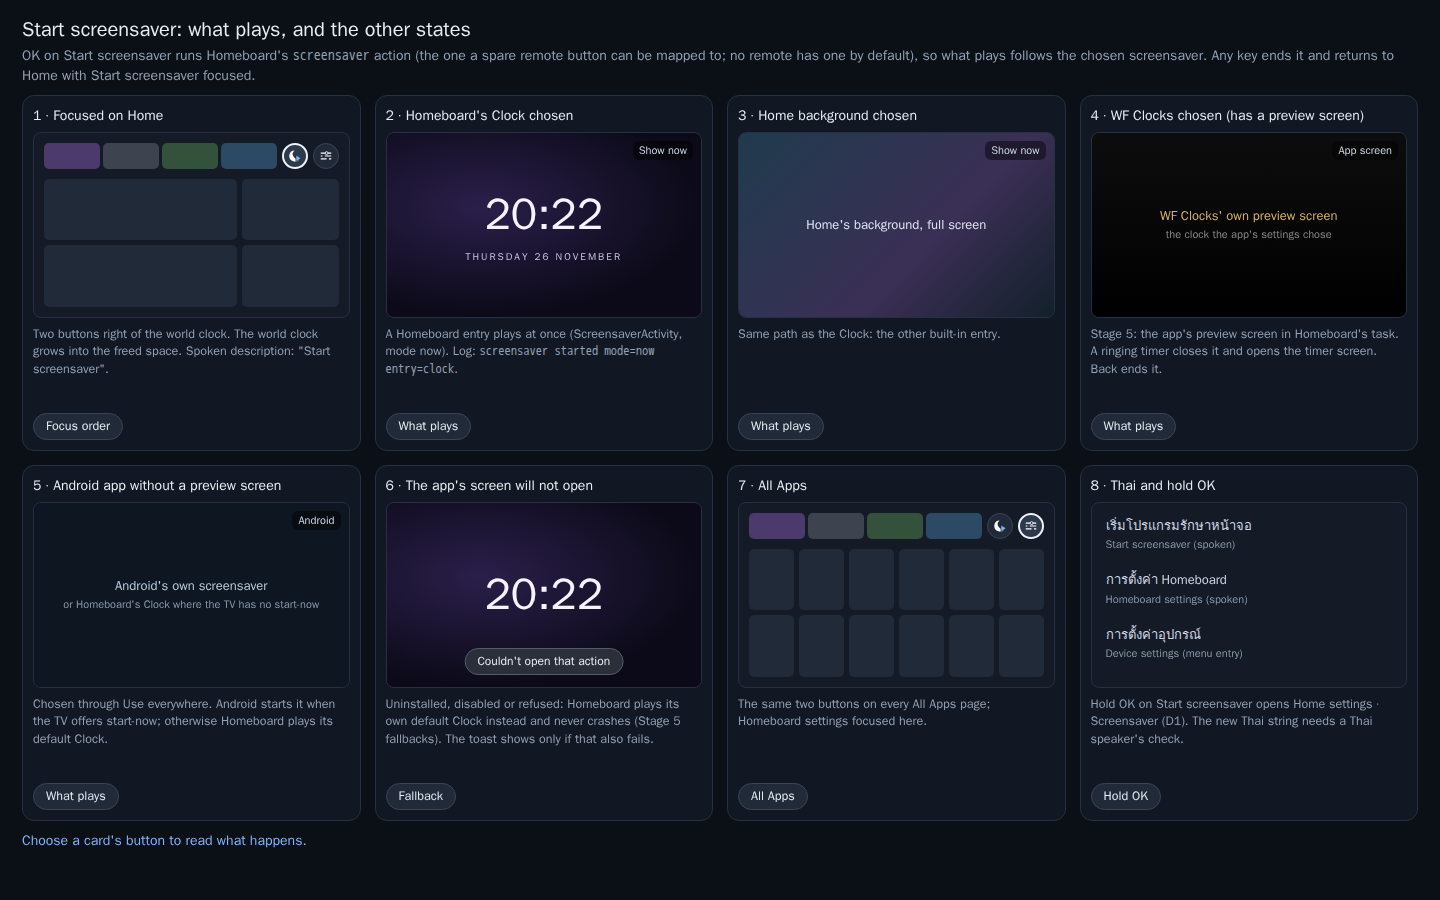 Start screensaver: what plays, and the other states
OK on Start screensaver runs Homeboard's screensaver action (the one a spare remote button can be mapped to; no remote has one by default), so what plays follows the chosen screensaver. Any key ends it and returns to
Home with Start screensaver focused.
1 · Focused on Home
Two buttons right of the world clock. The world clock
grows into the freed space. Spoken description: "Start
screensaver".
Focus order
2 · Homeboard's Clock chosen
Show now
20:22
THURSDAY 26 NOVEMBER
A Homeboard entry plays at once (ScreensaverActivity,
mode now). Log: screensaver started mode=now
entry=clock.
What plays
3 · Home background chosen
Show now
Home's background, full screen
Same path as the Clock: the other built-in entry.
What plays
4 · WF Clocks chosen (has a preview screen)
App screen
WF Clocks' own preview screen
the clock the app's settings chose
Stage 5: the app's preview screen in Homeboard's task.
A ringing timer closes it and opens the timer screen.
Back ends it.
What plays
5 · Android app without a preview screen
Android
Android's own screensaver
or Homeboard's Clock where the TV has no start-now
Chosen through Use everywhere. Android starts it when
the TV offers start-now; otherwise Homeboard plays its
default Clock.
What plays
6 · The app's screen will not open
20:22
Couldn't open that action
Uninstalled, disabled or refused: Homeboard plays its
own default Clock instead and never crashes (Stage 5
fallbacks). The toast shows only if that also fails.
Fallback
7 · All Apps
The same two buttons on every All Apps page;
Homeboard settings focused here.
All Apps
8 · Thai and hold OK
เริ่มโปรแกรมรักษาหน้าจอ
Start screensaver (spoken)
การตั้งค่า Homeboard
Homeboard settings (spoken)
การตั้งค่าอุปกรณ์
Device settings (menu entry)
Hold OK on Start screensaver opens Home settings ·
Screensaver (D1). The new Thai string needs a Thai
speaker's check.
Hold OK
Choose a card's button to read what happens.